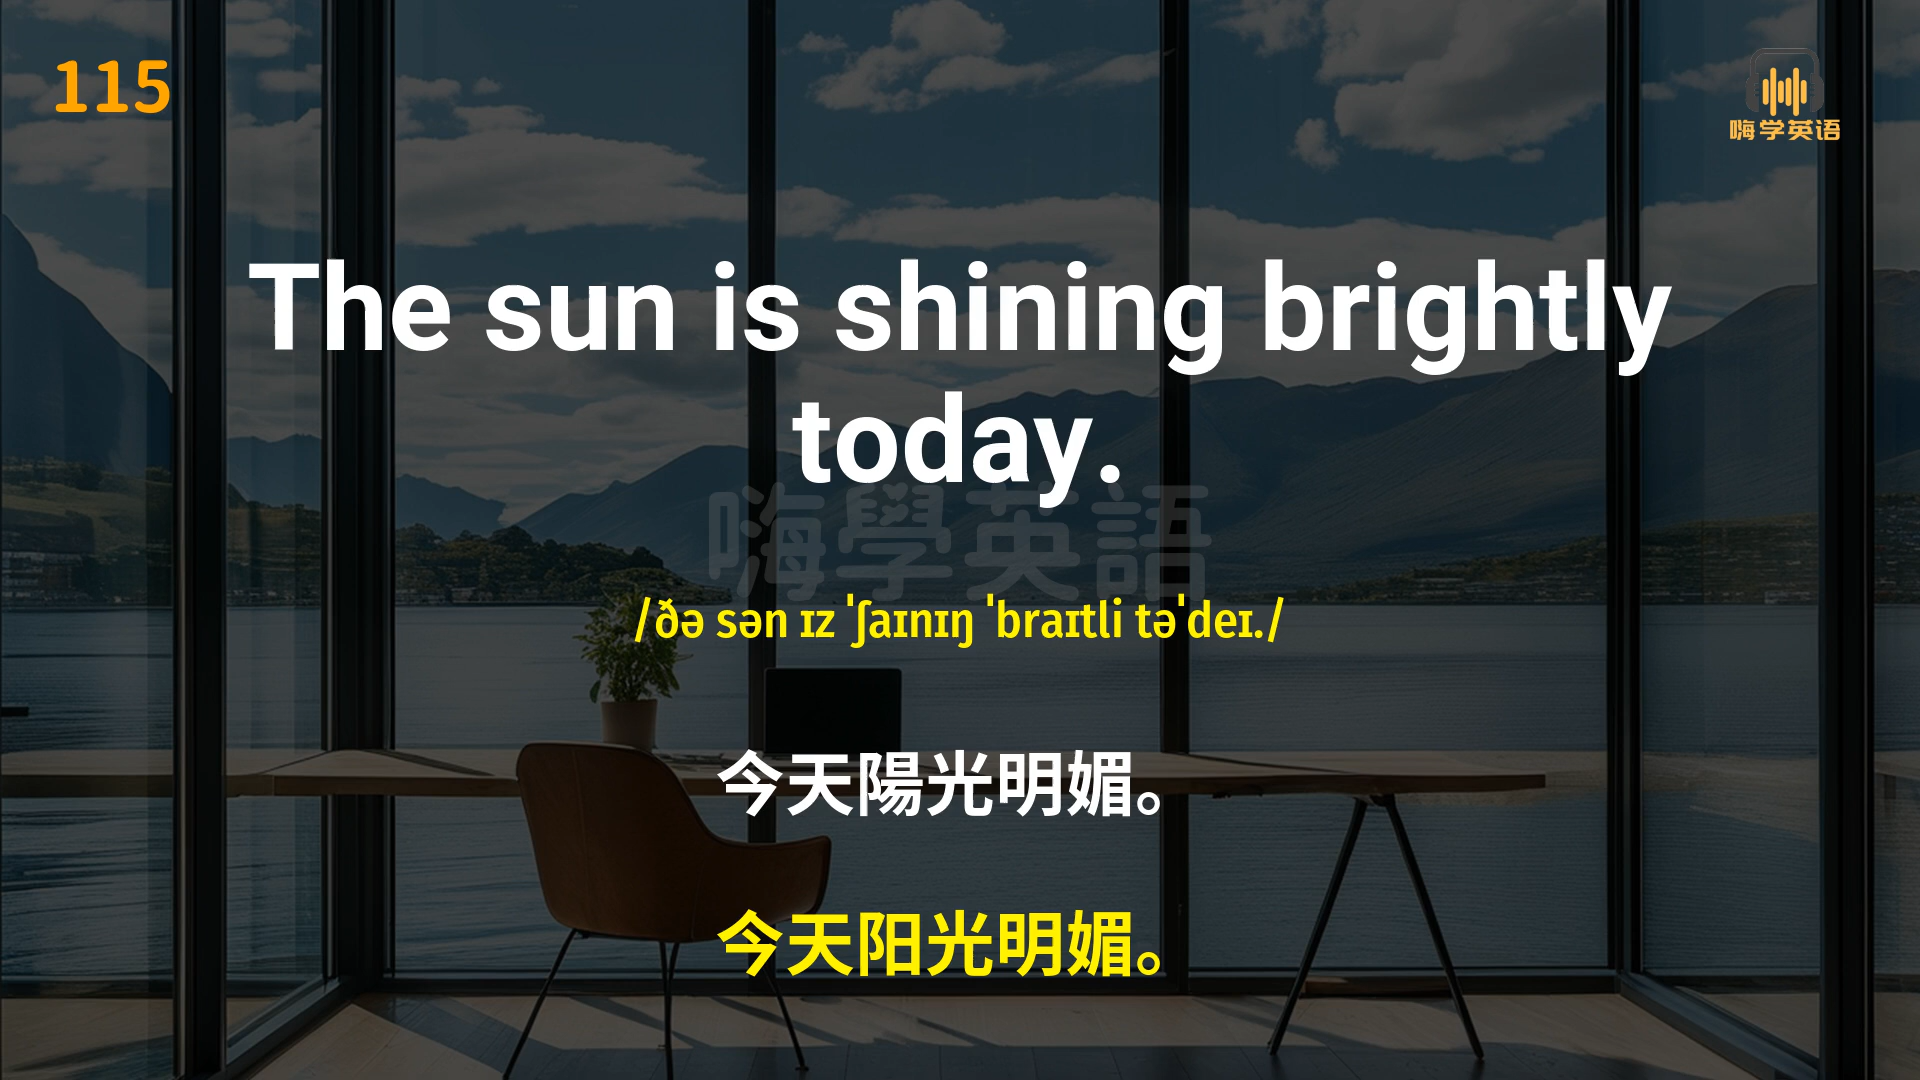 115
嗨学英语
The sun is shining brightly
today.
嗨學英語
/ðə sən ɪz ˈʃaɪnɪŋ ˈbraɪtli təˈdeɪ./
今天陽光明媚。
今天阳光明媚。